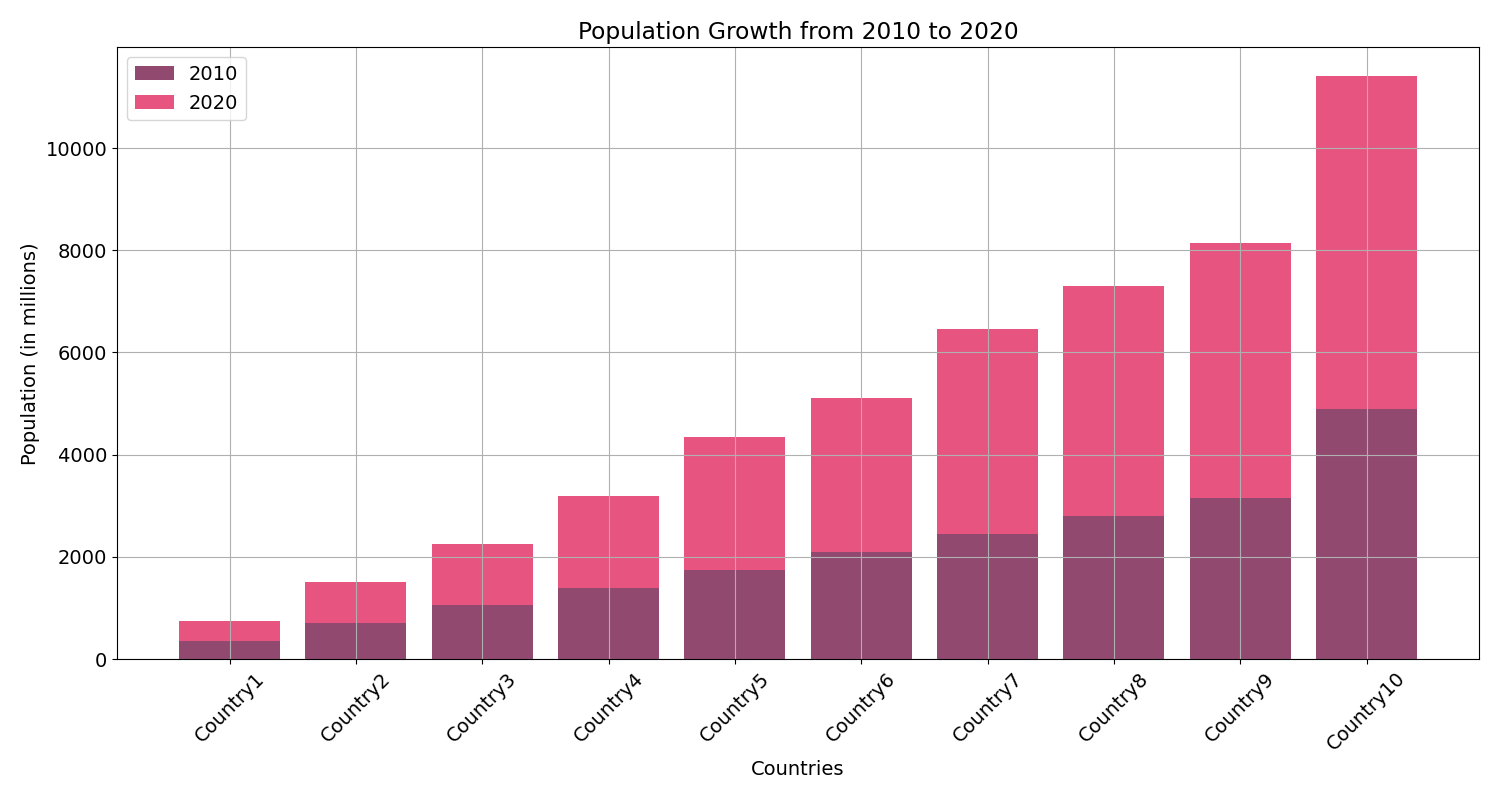 Population Growth from 2010 to 2020
2010
2020
Population (in millions)
10000
8000
6000
4000
2000
0
Country1
Country2
Country3
Country4
Country5
Country6
Country7
Country8
Country9
Country10
Countries